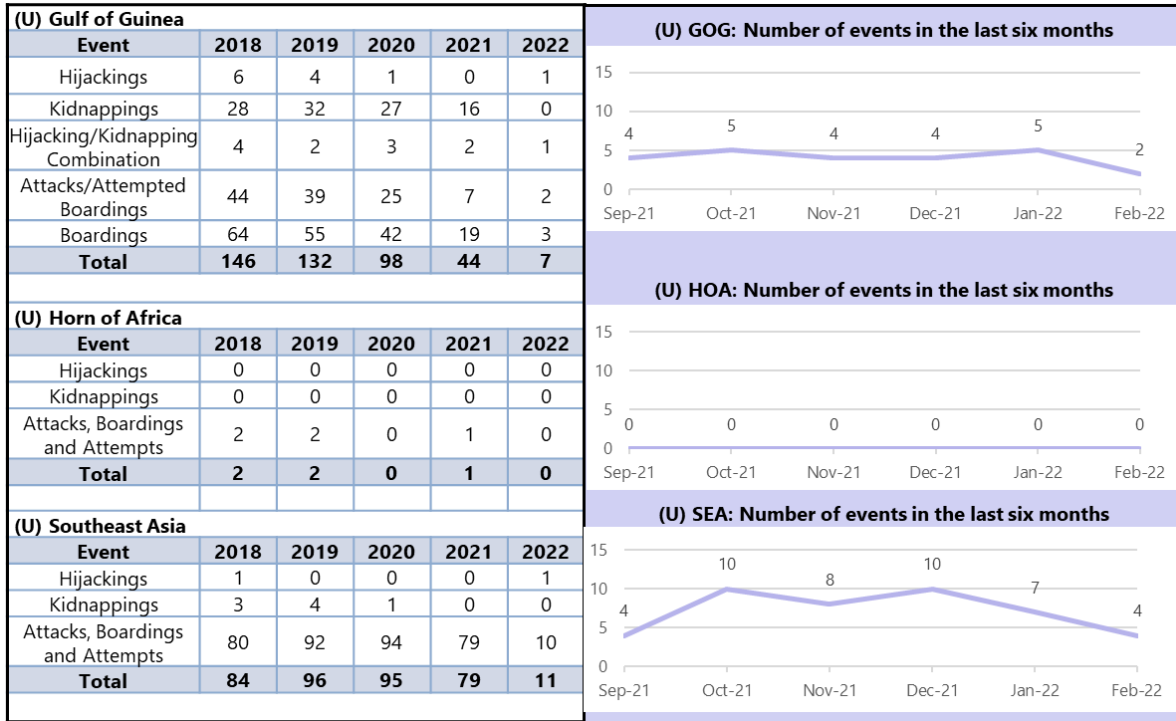 (U) Gulf of Guinea
Event 2018 2019 2020 2021 2022
Hijackings 6 4 1 0 1
Kidnappings 28 32 27 16 0
Hijacking/Kidnapping
Combination 4 2 3 2 1
Attacks/Attempted
Boardings 44 39 25 7 2
Boardings 64 55 42 19 3
Total 146 132 98 44 7
(U) Horn of Africa
Event 2018 2019 2020 2021 2022
Hijackings 0 0 0 0 0
Kidnappings 0 0 0 0 0
Attacks, Boardings
and Attempts 2 2 0 1 0
Total 2 2 0 1 0
(U) Southeast Asia
Event 2018 2019 2020 2021 2022
Hijackings 1 0 0 0 1
Kidnappings 3 4 1 0 0
Attacks, Boardings
and Attempts 80 92 94 79 10
Total 84 96 95 79 11
(U) GOG: Number of events in the last six months
15
10
5
0
4 5 4 4 5 2
Sep-21 Oct-21 Nov-21 Dec-21 Jan-22 Feb-22
(U) HOA: Number of events in the last six months
15
10
5
0
0 0 0 0 0 0
Sep-21 Oct-21 Nov-21 Dec-21 Jan-22 Feb-22
(U) SEA: Number of events in the last six months
15
10
5
0
4 10 8 10 7 4
Sep-21 Oct-21 Nov-21 Dec-21 Jan-22 Feb-22